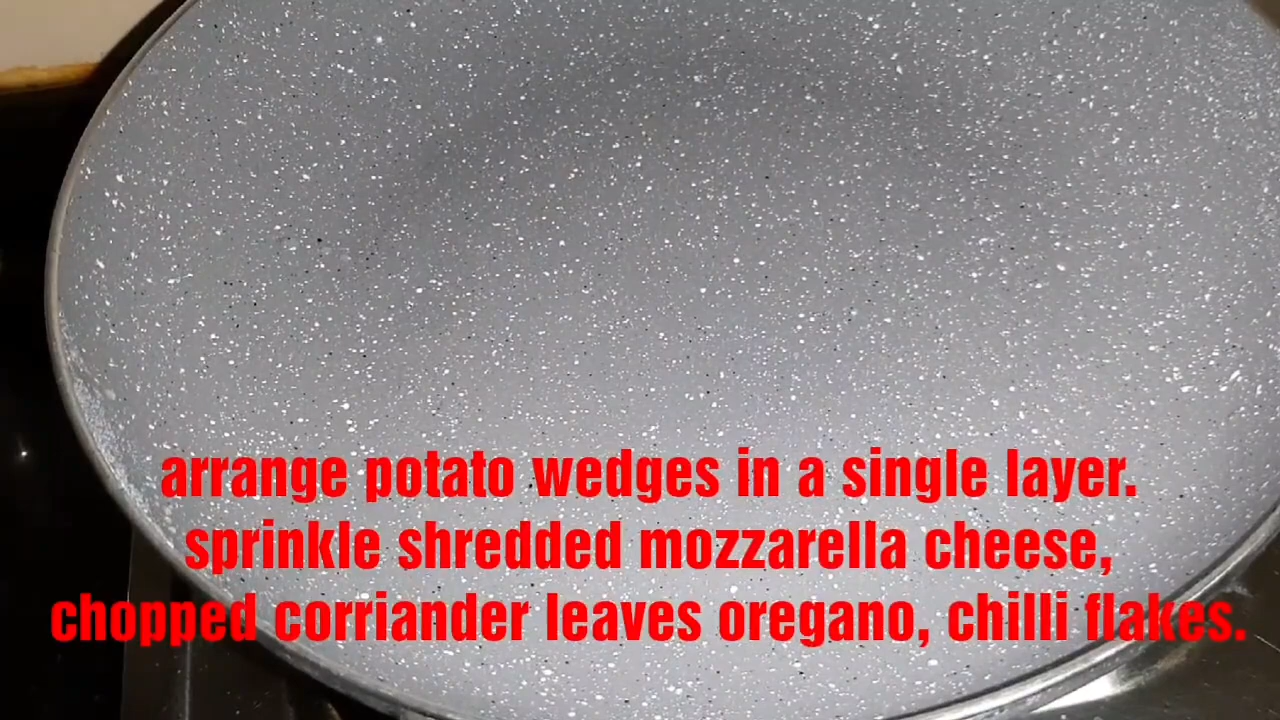 arrange potato wedges in a single layer.
sprinkle shredded mozzarella cheese,
chopped corriander leaves oregano, chilli flakes.